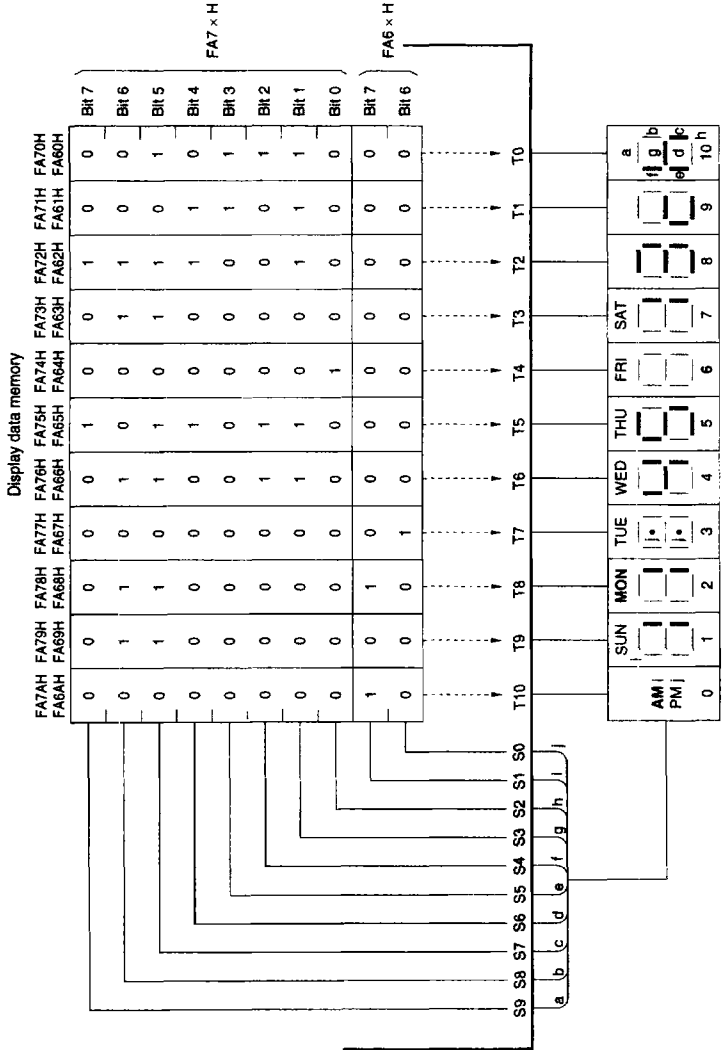 Display data memory
FA7AH FA79H FA78H FA77H FA76H FA75H FA74H FA73H FA72H FA71H FA70H
FA6AH FA69H FA68H FA67H FA66H FA65H FA64H FA63H FA62H FA61H FA60H
0 0 0 0 0 1 0 0 1 0 0 Bit 7
0 1 1 0 1 0 0 1 1 0 0 Bit 6
0 1 1 0 1 1 0 1 1 0 1 Bit 5
0 0 0 0 0 1 0 0 1 1 0 Bit 4
FA7 × H
0 0 0 0 0 0 0 0 0 1 1 Bit 3
0 0 0 0 1 1 0 0 0 0 1 Bit 2
0 0 0 0 1 1 0 0 1 1 1 Bit 1
0 0 0 0 0 0 1 0 0 0 0 Bit 0
1 0 1 0 0 0 0 0 0 0 0 Bit 7
FA6 × H
0 0 0 1 0 0 0 0 0 0 0 Bit 6
S9 S8 S7 S6 S5 S4 S3 S2 S1 S0 T10 T9 T8 T7 T6 T5 T4 T3 T2 T1 T0
a b c d e f g h i j
SUN MON TUE WED THU FRI SAT
AM i
PM j
a
f g b
e d c
h
0 1 2 3 4 5 6 7 8 9 10